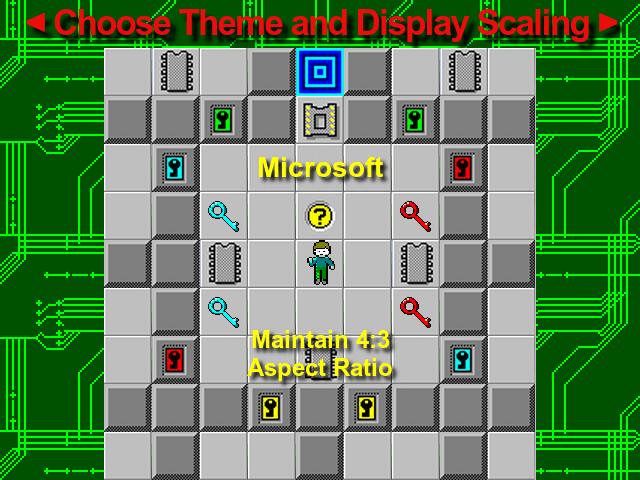 Choose Theme and Display Scaling
Microsoft
?
Maintain 4:3
Aspect Ratio